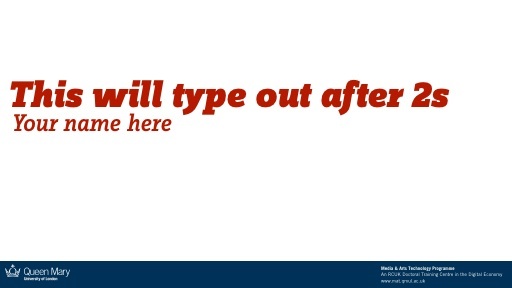 This will type out after 2s
Your name here
Queen Mary
University of London
Media & Arts Technology Programme
An RCUK Doctoral Training Centre in the Digital Economy
www.mat.qmul.ac.uk